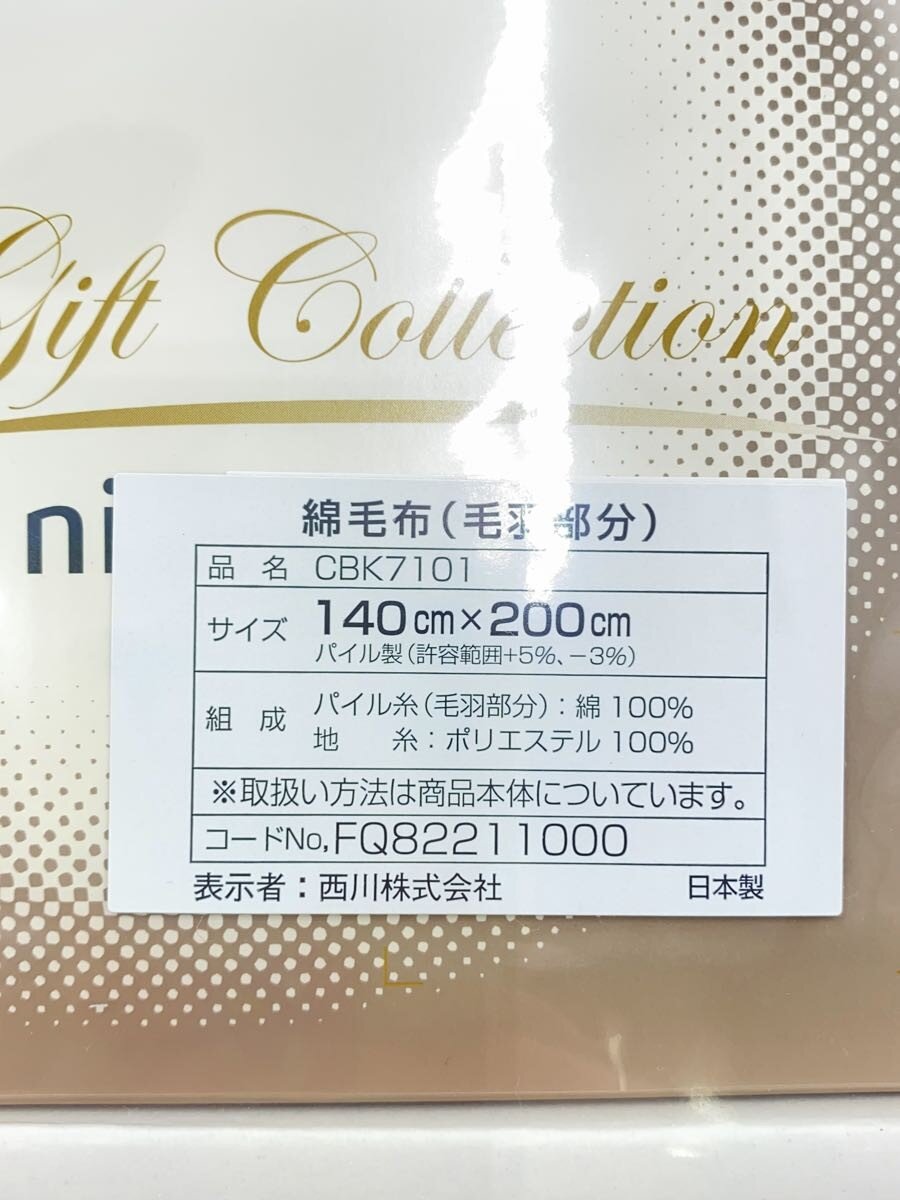 Gift Collection
ni
綿毛布(毛羽部分)
品 名 CBK7101
サイズ 140cm×200cm
パイル製(許容範囲+5%、−3%)
組 成 パイル糸(毛羽部分):綿 100%
地 糸:ポリエステル 100%
※取扱い方法は商品本体についています。
コードNo,FQ82211000
表示者:西川株式会社 日本製